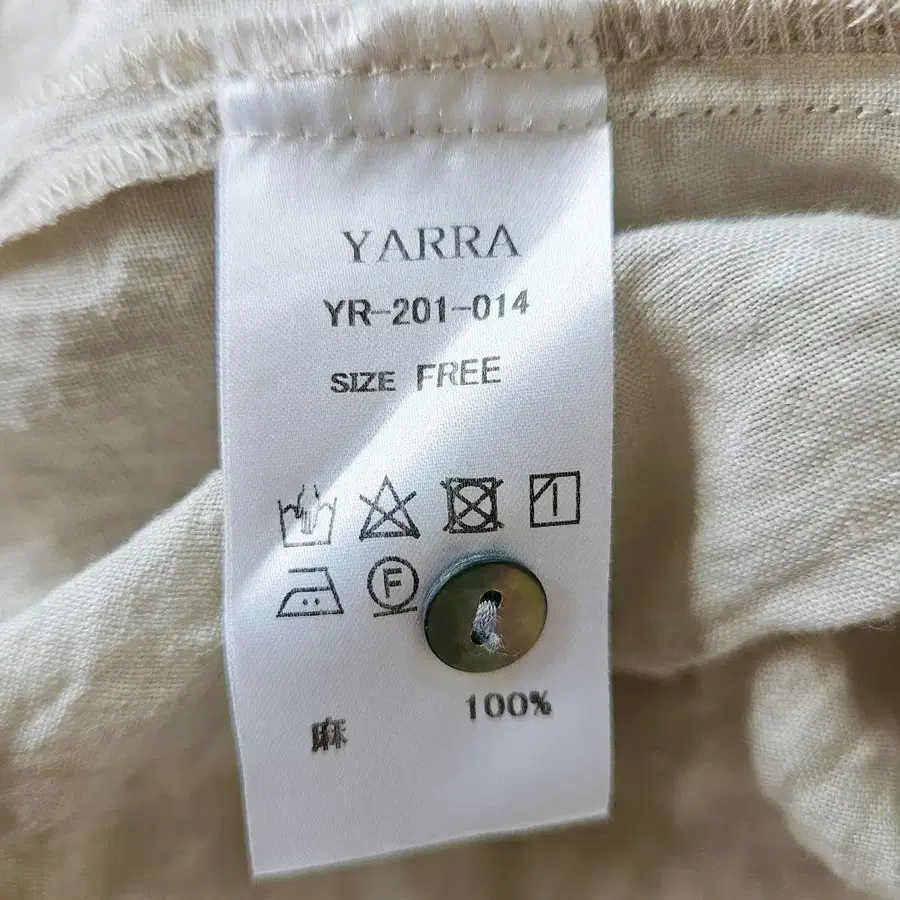 YARRA
YR-201-014
SIZE FREE
F
麻 100%